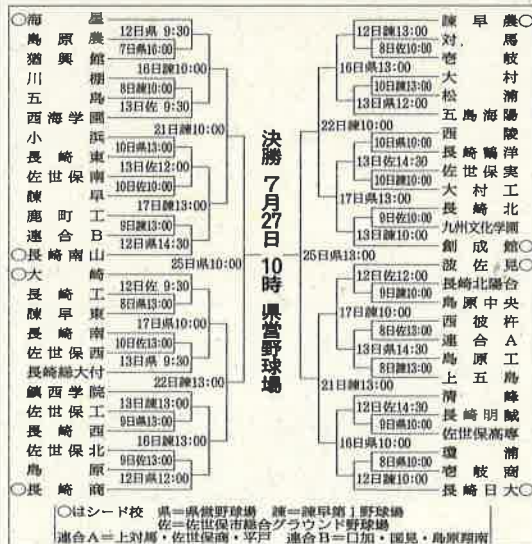 ○海星
島原農
猶興館
川棚
五島
西海学園
小浜
長崎東
佐世保南
諫早
鹿町工
連合B
○長崎南山
○大崎
長崎工
諫早東
長崎南
佐世保西
長崎総大付
鎮西学院
佐世保工
長崎西
佐世保北
島原
○長崎商
12日県 9:30
7日県16:00
16日諫10:00
8日諫10:00
13日佐 9:30
21日諫10:00
10日県13:00
13日佐12:00
10日佐10:00
17日諫13:00
9日諫13:00
12日県14:30
25日県10:00
12日佐 9:30
8日県13:00
17日県10:00
10日佐13:00
13日県 9:30
22日諫13:00
13日諫13:00
9日県13:00
16日諫13:00
9日佐13:00
12日県12:00
決勝 7月27日 10時 県営野球場
12日諫13:00
8日佐10:00
16日県13:00
10日諫13:00
13日県12:00
22日諫10:00
10日県10:00
13日佐14:30
10日諫10:00
17日県13:00
9日佐10:00
13日諫10:00
25日県13:00
12日佐12:00
9日諫10:00
17日諫10:00
8日佐13:00
13日県14:30
8日諫13:00
21日諫13:00
12日佐14:30
9日県10:00
16日県10:00
8日県10:00
12日諫10:00
諫早農○
対馬
壱岐
大村
松浦
五島海陽
西陵
長崎鶴洋
佐世保実
大村工
長崎北
九州文化学園
創成館○
波佐見○
長崎北陽台
島原中央
西彼杵
連合A
島原工
上五島
清峰
長崎明誠
佐世保高専
瓊浦
壱岐商
長崎日大○
○はシード校 県=県営野球場 諫=諫早第1野球場
佐=佐世保市総合グラウンド野球場
連合A=上対馬・佐世保商・平戸 連合B=口加・国見・島原翔南